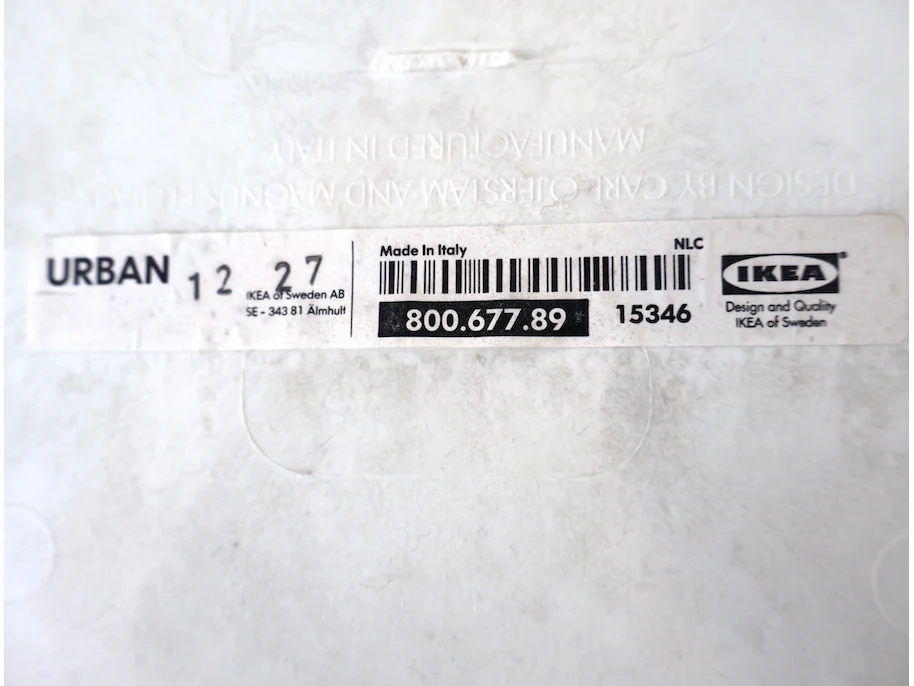 MANUFACTURED IN ITALY
DESIGN BY CARL ÖJERSTAM AND MAGNUS
URBAN
12 27
IKEA of Sweden AB
SE - 343 81 Älmhult
Made In Italy
NLC
800.677.89
15346
IKEA
Design and Quality
IKEA of Sweden